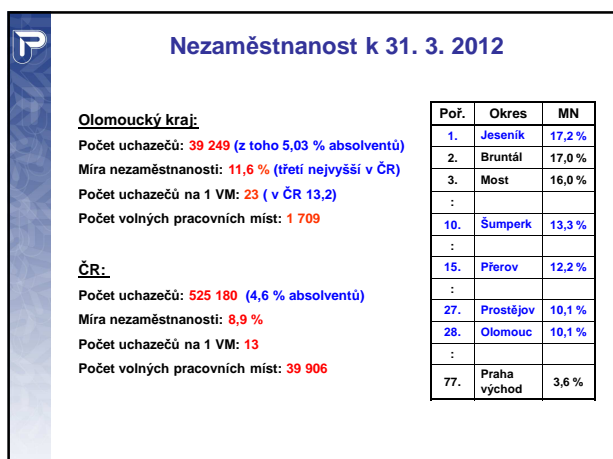 Nezaměstnanost k 31. 3. 2012
Olomoucký kraj:
Počet uchazečů: 39 249 (z toho 5,03 % absolventů)
Míra nezaměstnanosti: 11,6 % (třetí nejvyšší v ČR)
Počet uchazečů na 1 VM: 23 ( v ČR 13,2)
Počet volných pracovních míst: 1 709
ČR:
Počet uchazečů: 525 180 (4,6 % absolventů)
Míra nezaměstnanosti: 8,9 %
Počet uchazečů na 1 VM: 13
Počet volných pracovních míst: 39 906
Poř. Okres MN
1. Jeseník 17,2 %
2. Bruntál 17,0 %
3. Most 16,0 %
:
10. Šumperk 13,3 %
:
15. Přerov 12,2 %
:
27. Prostějov 10,1 %
28. Olomouc 10,1 %
:
77. Praha východ 3,6 %